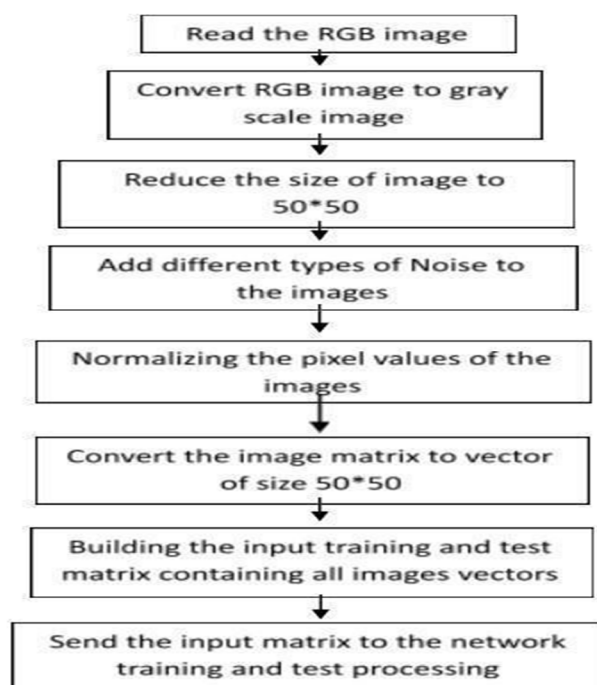 Read the RGB image
Convert RGB image to gray
scale image
Reduce the size of image to
50*50
Add different types of Noise to
the images
Normalizing the pixel values of the
images
Convert the image matrix to vector
of size 50*50
Building the input training and test
matrix containing all images vectors
Send the input matrix to the network
training and test processing